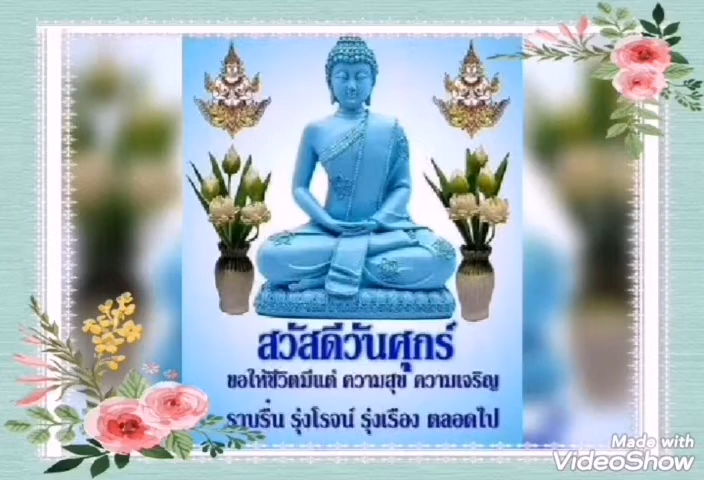 สวัสดีวันศุกร์
ขอให้ชีวิตมีแต่ ความสุข ความเจริญ
ราบรื่น รุ่งโรจน์ รุ่งเรือง ตลอดไป
Made with
VideoShow